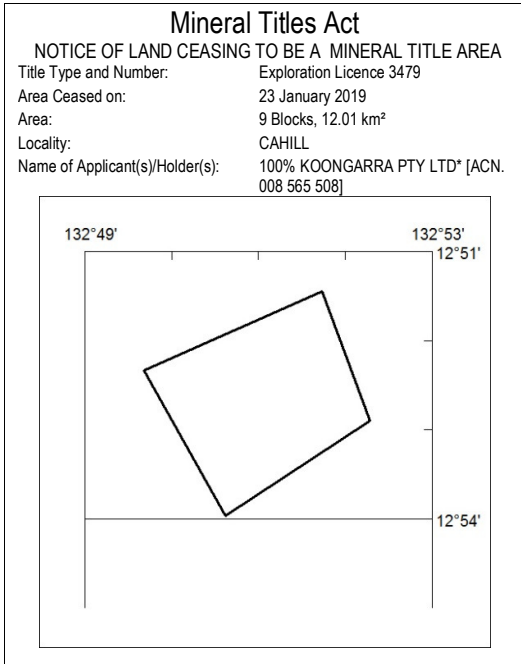 Mineral Titles Act
NOTICE OF LAND CEASING TO BE A MINERAL TITLE AREA
Title Type and Number: Exploration Licence 3479
Area Ceased on: 23 January 2019
Area: 9 Blocks, 12.01 km²
Locality: CAHILL
Name of Applicant(s)/Holder(s): 100% KOONGARRA PTY LTD* [ACN.
008 565 508]
132°49' 132°53'
12°51'
12°54'